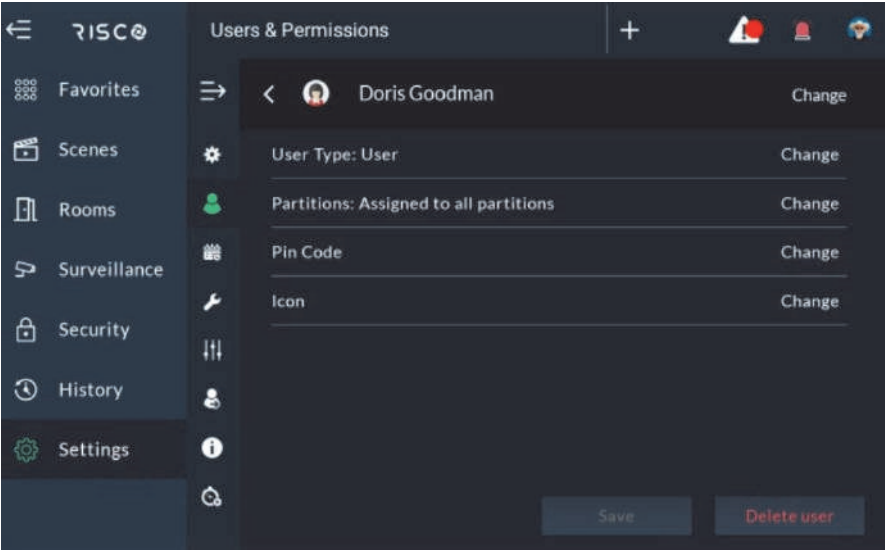 RISCO
Users & Permissions
Favorites
Scenes
Rooms
Surveillance
Security
History
Settings
Doris Goodman
Change
User Type: User
Change
Partitions: Assigned to all partitions
Change
Pin Code
Change
Icon
Change
Save
Delete user